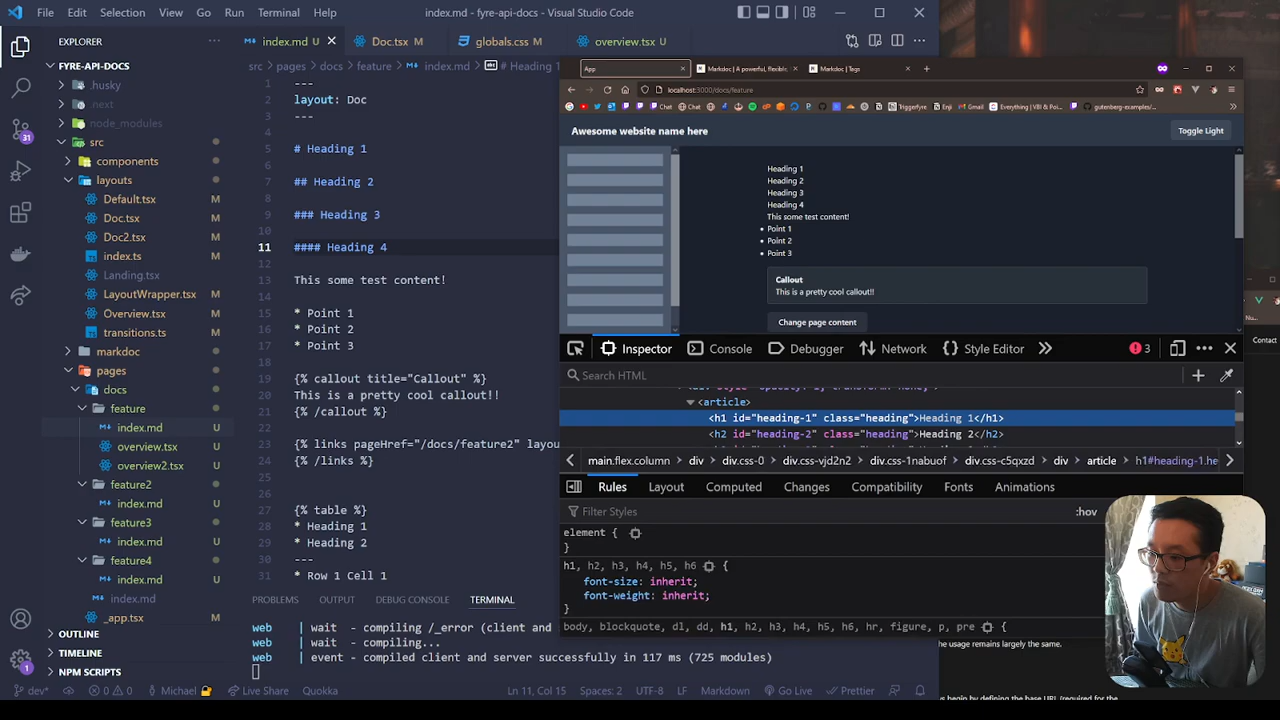 File Edit Selection View Go Run Terminal Help
index.md - fyre-api-docs - Visual Studio Code
EXPLORER
FYRE-API-DOCS
.husky
.next
node_modules
src
components
layouts
Default.tsx M
Doc.tsx M
Doc2.tsx M
index.ts M
Landing.tsx
LayoutWrapper.tsx M
Overview.tsx M
transitions.ts M
markdoc
pages
docs
feature
index.md U
overview.tsx U
overview2.tsx U
feature2
index.md U
feature3
index.md U
feature4
index.md U
index.md
_app.tsx U
OUTLINE
TIMELINE
NPM SCRIPTS
31
1
index.md U
Doc.tsx M
globals.css M
overview.tsx U
src > pages > docs > feature > index.md > # Heading 1
1 ---
2 layout: Doc
3 ---
4
5 # Heading 1
6
7 ## Heading 2
8
9 ### Heading 3
10
11 #### Heading 4
12
13 This some test content!
14
15 * Point 1
16 * Point 2
17 * Point 3
18
19 {% callout title="Callout" %}
20 This is a pretty cool callout!!
21 {% /callout %}
22
23 {% links pageHref="/docs/feature2" layou
24 {% /links %}
25
26
27 {% table %}
28 * Heading 1
29 * Heading 2
30 ---
31 * Row 1 Cell 1
PROBLEMS OUTPUT DEBUG CONSOLE TERMINAL
web | wait - compiling /_error (client and
web | wait - compiling...
web | event - compiled client and server successfully in 117 ms (725 modules)
dev* 0 0 Michael Live Share Quokka Ln 11, Col 15 Spaces: 2 UTF-8 LF Markdown Go Live Prettier
App
Markdoc | A powerful, flexible,
Markdoc | Tags
localhost:3000/docs/feature
Chat Chat Triggerfyre Enji Gmail Everything | VBI & Poi gutenberg-examples/
Awesome website name here
Toggle Light
Heading 1
Heading 2
Heading 3
Heading 4
This some test content!
Point 1
Point 2
Point 3
Callout
This is a pretty cool callout!!
Change page content
Inspector Console Debugger Network Style Editor 3
Search HTML
<article>
<h1 id="heading-1" class="heading">Heading 1</h1>
<h2 id="heading-2" class="heading">Heading 2</h2>
main.flex.column > div > div.css-0 > div.css-vjd2n2 > div.css-1nabuof > div.css-c5qxzd > div > article > h1#heading-1.he
Rules Layout Computed Changes Compatibility Fonts Animations
Filter Styles
:hov
element {
}
h1, h2, h3, h4, h5, h6 {
font-size: inherit;
font-weight: inherit;
}
body, blockquote, dl, dd, h1, h2, h3, h4, h5, h6, hr, figure, p, pre {
Nu...
Contact
he usage remains largely the same.